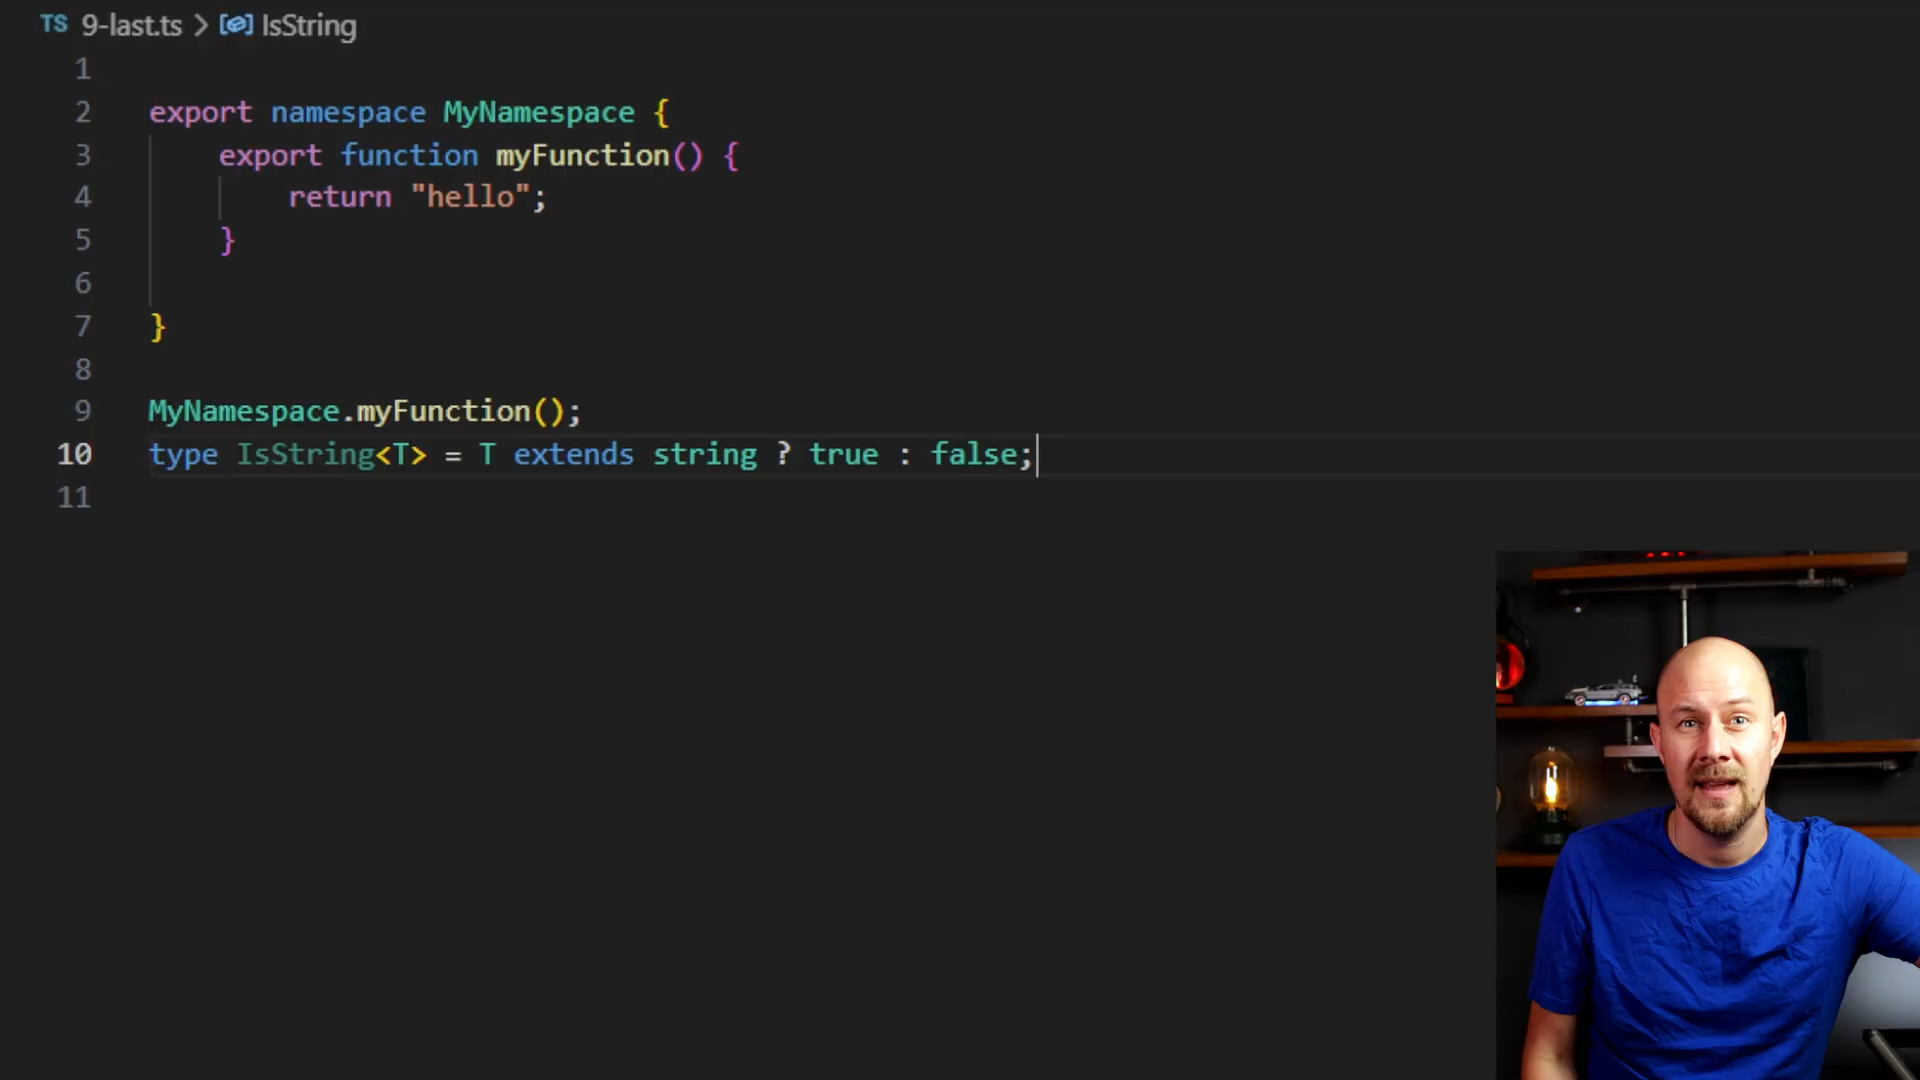 TS 9-last.ts > IsString
1
2 export namespace MyNamespace {
3 export function myFunction() {
4 return "hello";
5 }
6
7 }
8
9 MyNamespace.myFunction();
10 type IsString<T> = T extends string ? true : false;
11